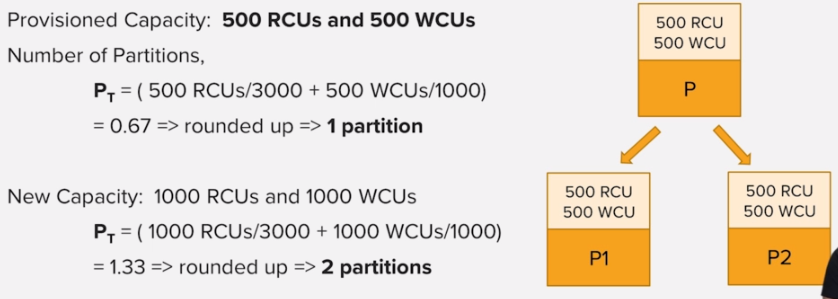 Provisioned Capacity: 500 RCUs and 500 WCUs
Number of Partitions,
P_T = ( 500 RCUs/3000 + 500 WCUs/1000)
= 0.67 => rounded up => 1 partition
New Capacity: 1000 RCUs and 1000 WCUs
P_T = ( 1000 RCUs/3000 + 1000 WCUs/1000)
= 1.33 => rounded up => 2 partitions
500 RCU
500 WCU
P
500 RCU
500 WCU
P1
500 RCU
500 WCU
P2